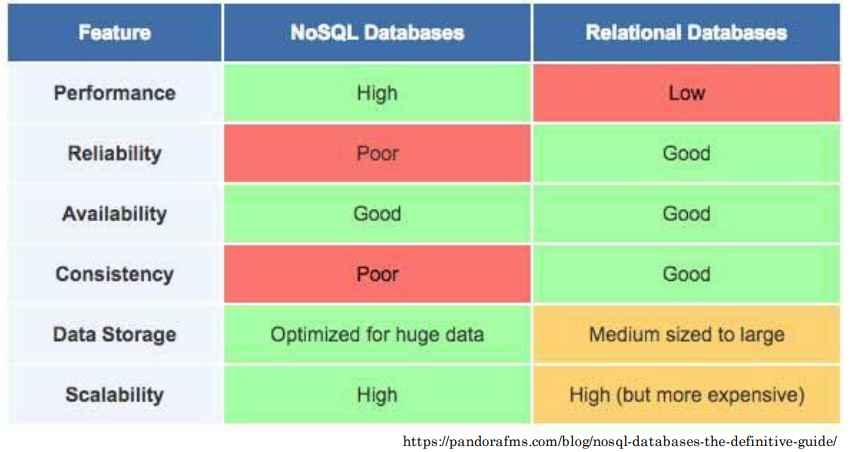 Feature NoSQL Databases Relational Databases
Performance High Low
Reliability Poor Good
Availability Good Good
Consistency Poor Good
Data Storage Optimized for huge data Medium sized to large
Scalability High High (but more expensive)
https://pandorafms.com/blog/nosql-databases-the-definitive-guide/